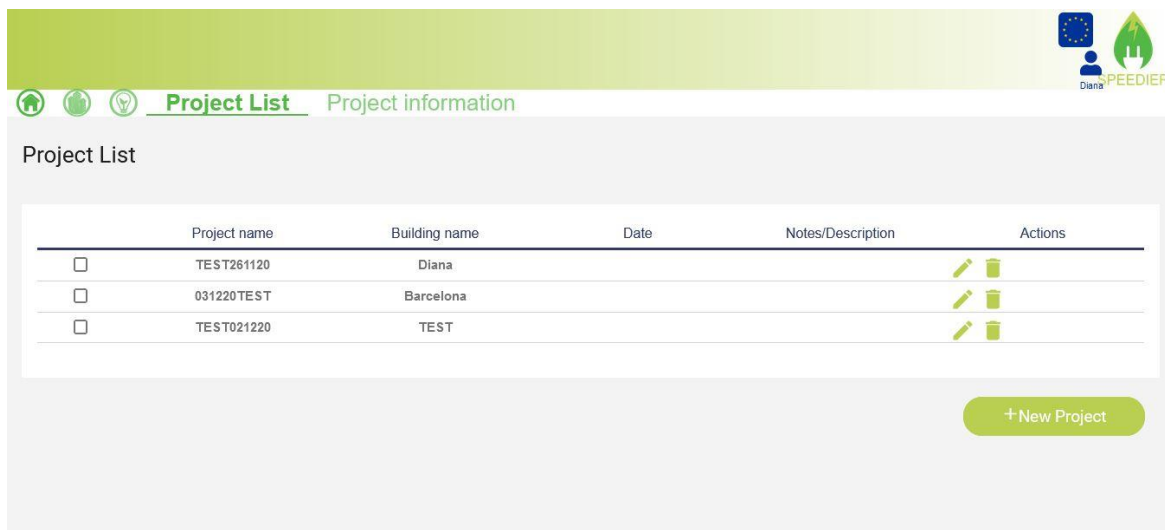 Diana
SPEEDIER
Project List Project information
Project List
Project name Building name Date Notes/Description Actions
TEST261120 Diana
031220TEST Barcelona
TEST021220 TEST
+New Project